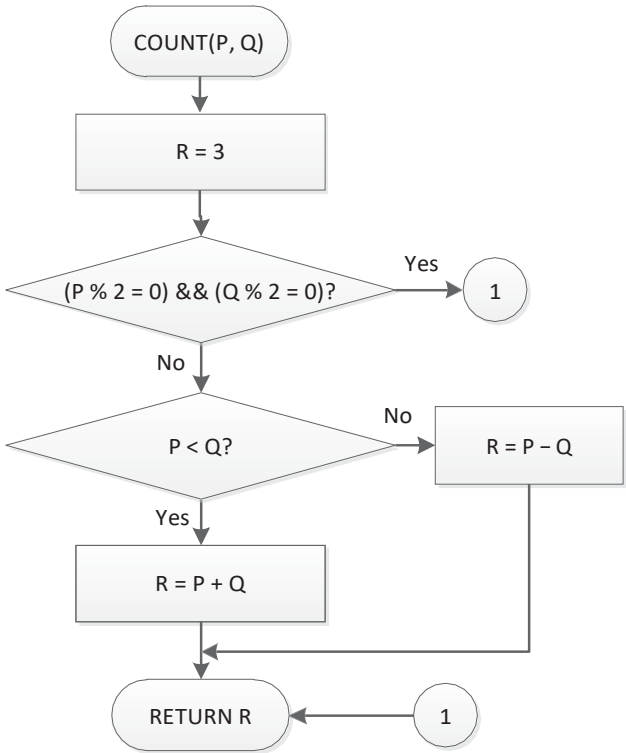 COUNT(P, Q)
R = 3
(P % 2 = 0) && (Q % 2 = 0)?
Yes
1
No
P < Q?
No
R = P − Q
Yes
R = P + Q
RETURN R
1